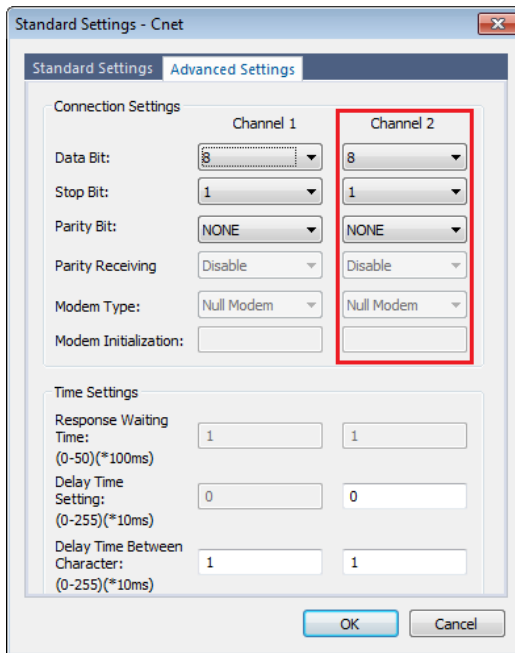 Standard Settings - Cnet
Standard Settings Advanced Settings
Connection Settings
Channel 1 Channel 2
Data Bit: 8 8
Stop Bit: 1 1
Parity Bit: NONE NONE
Parity Receiving Disable Disable
Modem Type: Null Modem Null Modem
Modem Initialization:
Time Settings
Response Waiting
Time: 1 1
(0-50)(*100ms)
Delay Time
Setting: 0 0
(0-255)(*10ms)
Delay Time Between
Character: 1 1
(0-255)(*10ms)
OK Cancel